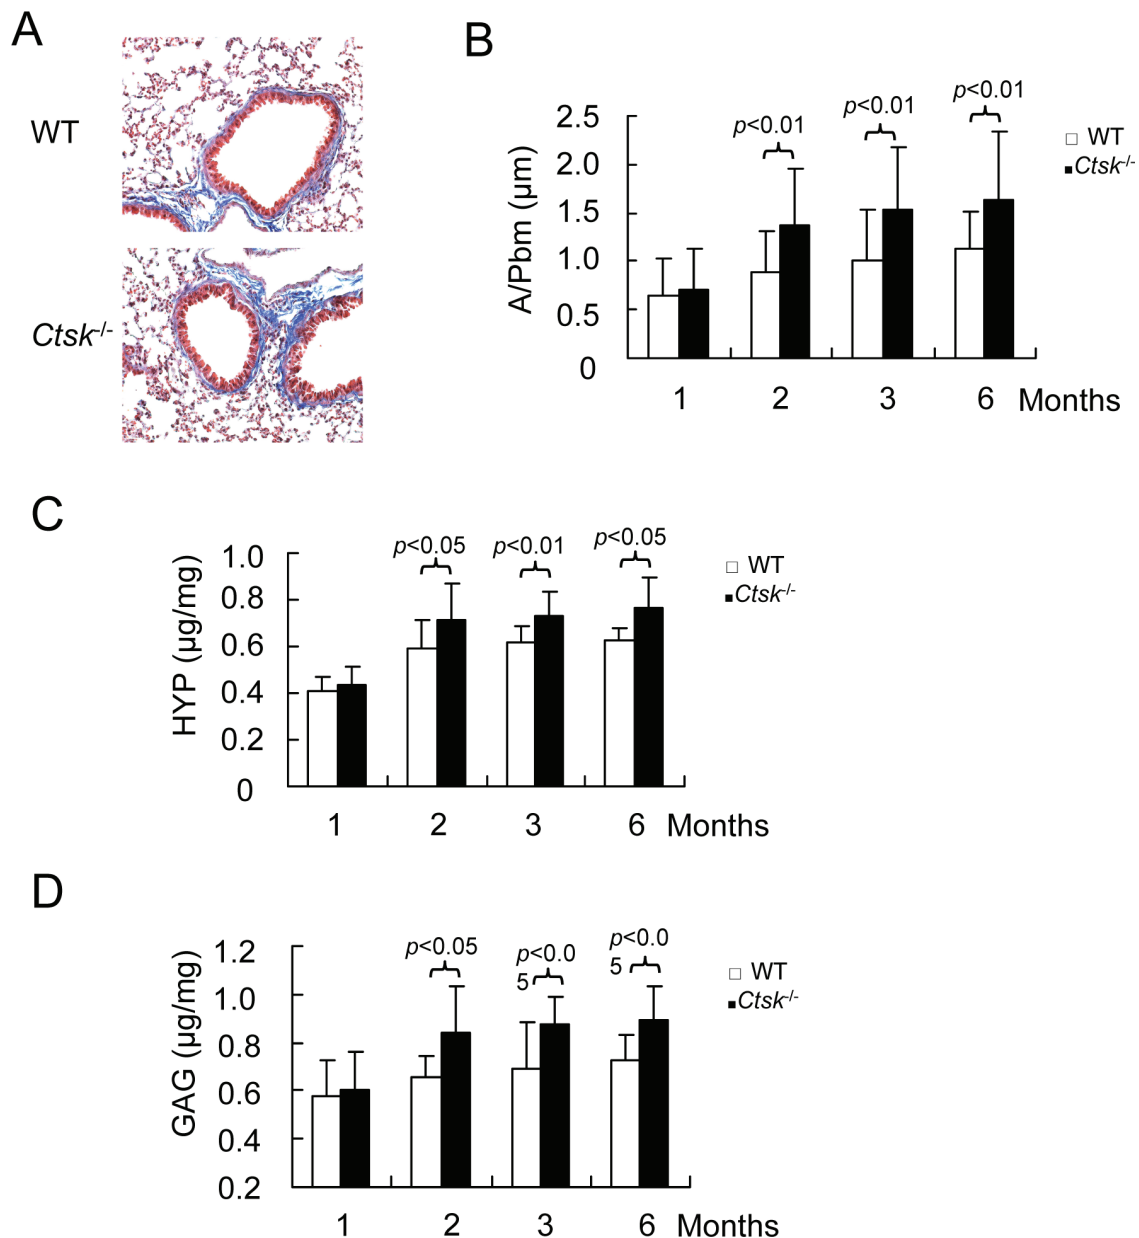 A
WT
Ctsk-/-
B
p<0.01
p<0.01
p<0.01
A/Pbm (µm)
2.5
2.0
1.5
1.0
0.5
0
WT
Ctsk-/-
1 2 3 6 Months
C
p<0.05
p<0.01
p<0.05
HYP (µg/mg)
1.0
0.8
0.6
0.4
0.2
0
WT
Ctsk-/-
1 2 3 6 Months
D
p<0.05
p<0.0
5
p<0.0
5
GAG (µg/mg)
1.2
1.0
0.8
0.6
0.4
0.2
WT
Ctsk-/-
1 2 3 6 Months